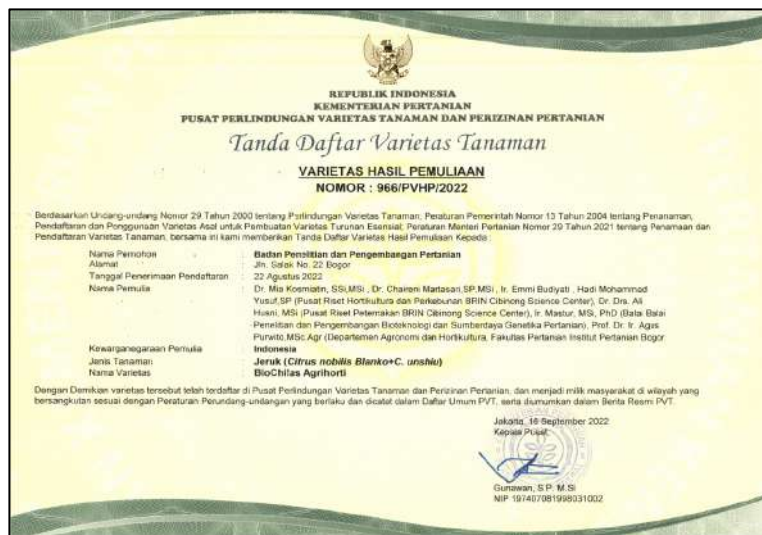 REPUBLIK INDONESIA
KEMENTERIAN PERTANIAN
PUSAT PERLINDUNGAN VARIETAS TANAMAN DAN PERIZINAN PERTANIAN
Tanda Daftar Varietas Tanaman
VARIETAS HASIL PEMULIAAN
NOMOR : 966/PVHP/2022
Berdasarkan Undang-undang Nomor 29 Tahun 2000 tentang Perlindungan Varietas Tanaman, Peraturan Pemerintah Nomor 13 Tahun 2004 tentang Penamaan,
Pendaftaran dan Penggunaan Varietas Asal untuk Pembuatan Varietas Turunan Esensial, Peraturan Menteri Pertanian Nomor 29 Tahun 2021 tentang Penamaan dan
Pendaftaran Varietas Tanaman, bersama ini kami memberikan Tanda Daftar Varietas Hasil Pemuliaan Kepada :
Nama Pemohon : Badan Penelitian dan Pengembangan Pertanian
Alamat : Jln. Salak No. 22 Bogor
Tanggal Penerimaan Pendaftaran : 22 Agustus 2022
Nama Pemulia : Dr. Mia Kosmiatin, SSi,MSi , Dr. Chaireni Martasari,SP,MSi , Ir. Emmi Budiyati , Hadi Mohammed
Yusuf,SP (Pusat Riset Hortikultura dan Perkebunan BRIN Cibinong Science Center), Dr. Drs. Ali
Husni, MSi (Pusat Riset Peternakan BRIN Cibinong Science Center), Ir. Mastur, MSi, PhD (Balai Balai
Penelitian dan Pengembangan Bioteknologi dan Sumberdaya Genetika Pertanian), Prof. Dr. Ir. Agus
Purwito,MSc.Agr (Departemen Agronomi dan Hortikultura, Fakultas Pertanian Institut Pertanian Bogor
Kewarganegaraan Pemulia : Indonesia
Jenis Tanaman : Jeruk (Citrus nobilis Blanko+C. unshiu)
Nama Varietas : BioChilas Agrihorti
Dengan Demikian varietas tersebut telah terdaftar di Pusat Perlindungan Varietas Tanaman dan Perizinan Pertanian, dan menjadi milik masyarakat di wilayah yang
bersangkutan sesuai dengan Peraturan Perundang-undangan yang berlaku dan dicatat dalam Daftar Umum PVT, serta diumumkan dalam Berita Resmi PVT.
Jakarta, 16 September 2022
Kepala Pusat,
Gunawan, S.P. M.Si
NIP 197407081998031002